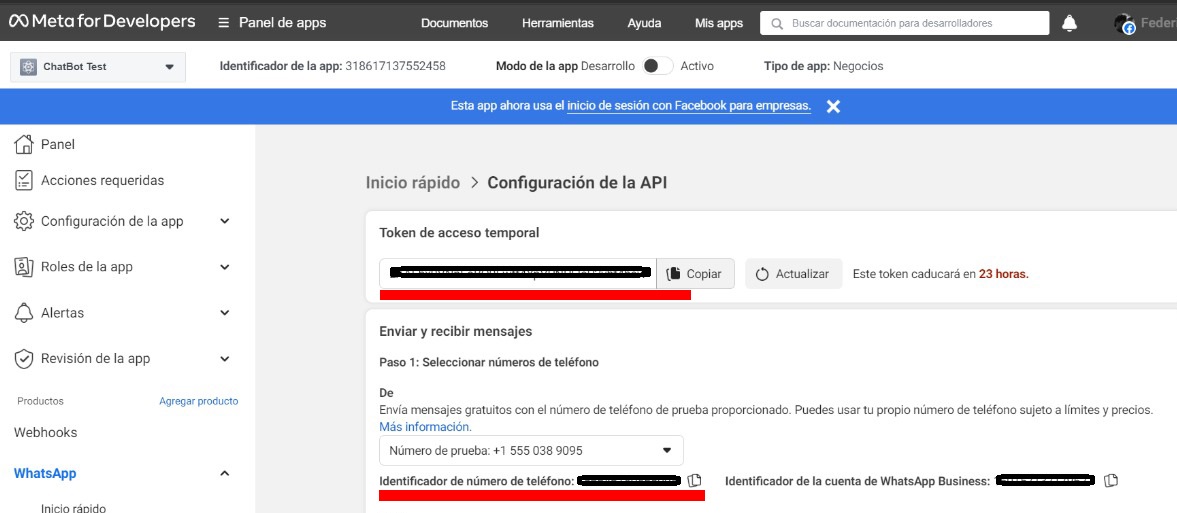 Meta for Developers
Panel de apps
Documentos
Herramientas
Ayuda
Mis apps
Buscar documentación para desarrolladores
ChatBot Test
Identificador de la app: 318617137552458
Modo de la app Desarrollo Activo
Tipo de app: Negocios
Esta app ahora usa el inicio de sesión con Facebook para empresas.
Panel
Acciones requeridas
Configuración de la app
Roles de la app
Alertas
Revisión de la app
Productos Agregar producto
Webhooks
WhatsApp
Inicio rápido
Inicio rápido > Configuración de la API
Token de acceso temporal
Copiar
Actualizar
Este token caducará en 23 horas.
Enviar y recibir mensajes
Paso 1: Seleccionar números de teléfono
De
Envía mensajes gratuitos con el número de teléfono de prueba proporcionado. Puedes usar tu propio número de teléfono sujeto a límites y precios.
Más información.
Número de prueba: +1 555 038 9095
Identificador de número de teléfono:
Identificador de la cuenta de WhatsApp Business: